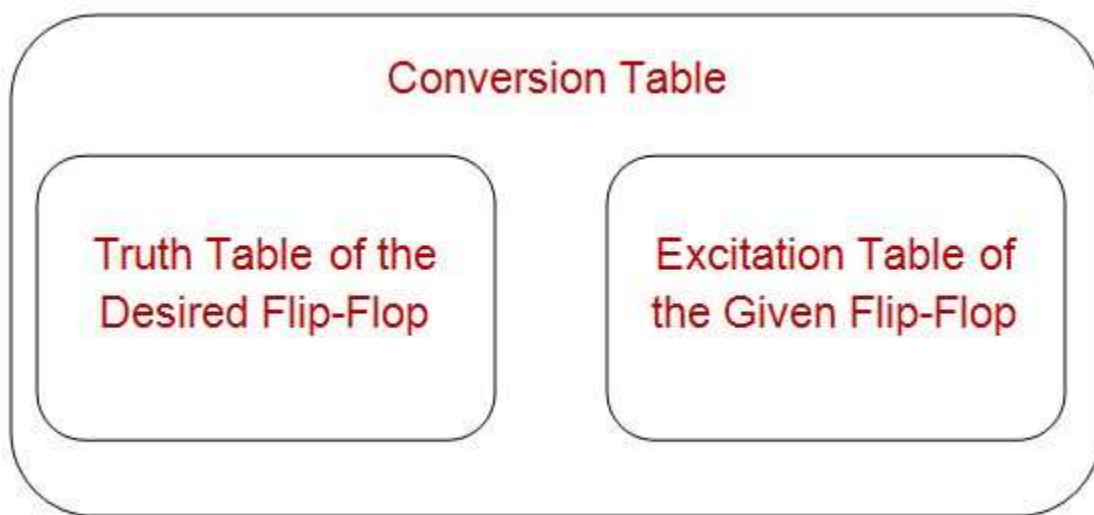 Conversion Table
Truth Table of the
Desired Flip-Flop
Excitation Table of
the Given Flip-Flop